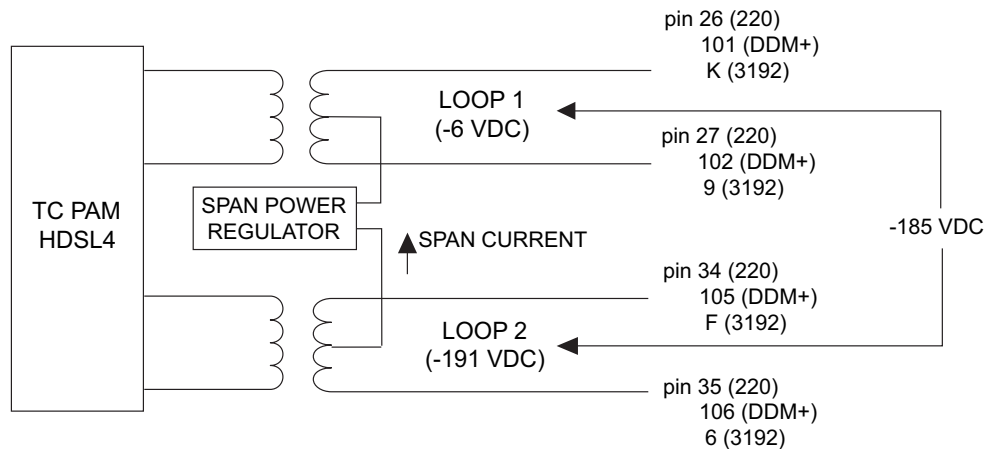 TC PAM
HDSL4
SPAN POWER
REGULATOR
SPAN CURRENT
LOOP 1
(-6 VDC)
LOOP 2
(-191 VDC)
pin 26 (220)
101 (DDM+)
K (3192)
pin 27 (220)
102 (DDM+)
9 (3192)
-185 VDC
pin 34 (220)
105 (DDM+)
F (3192)
pin 35 (220)
106 (DDM+)
6 (3192)